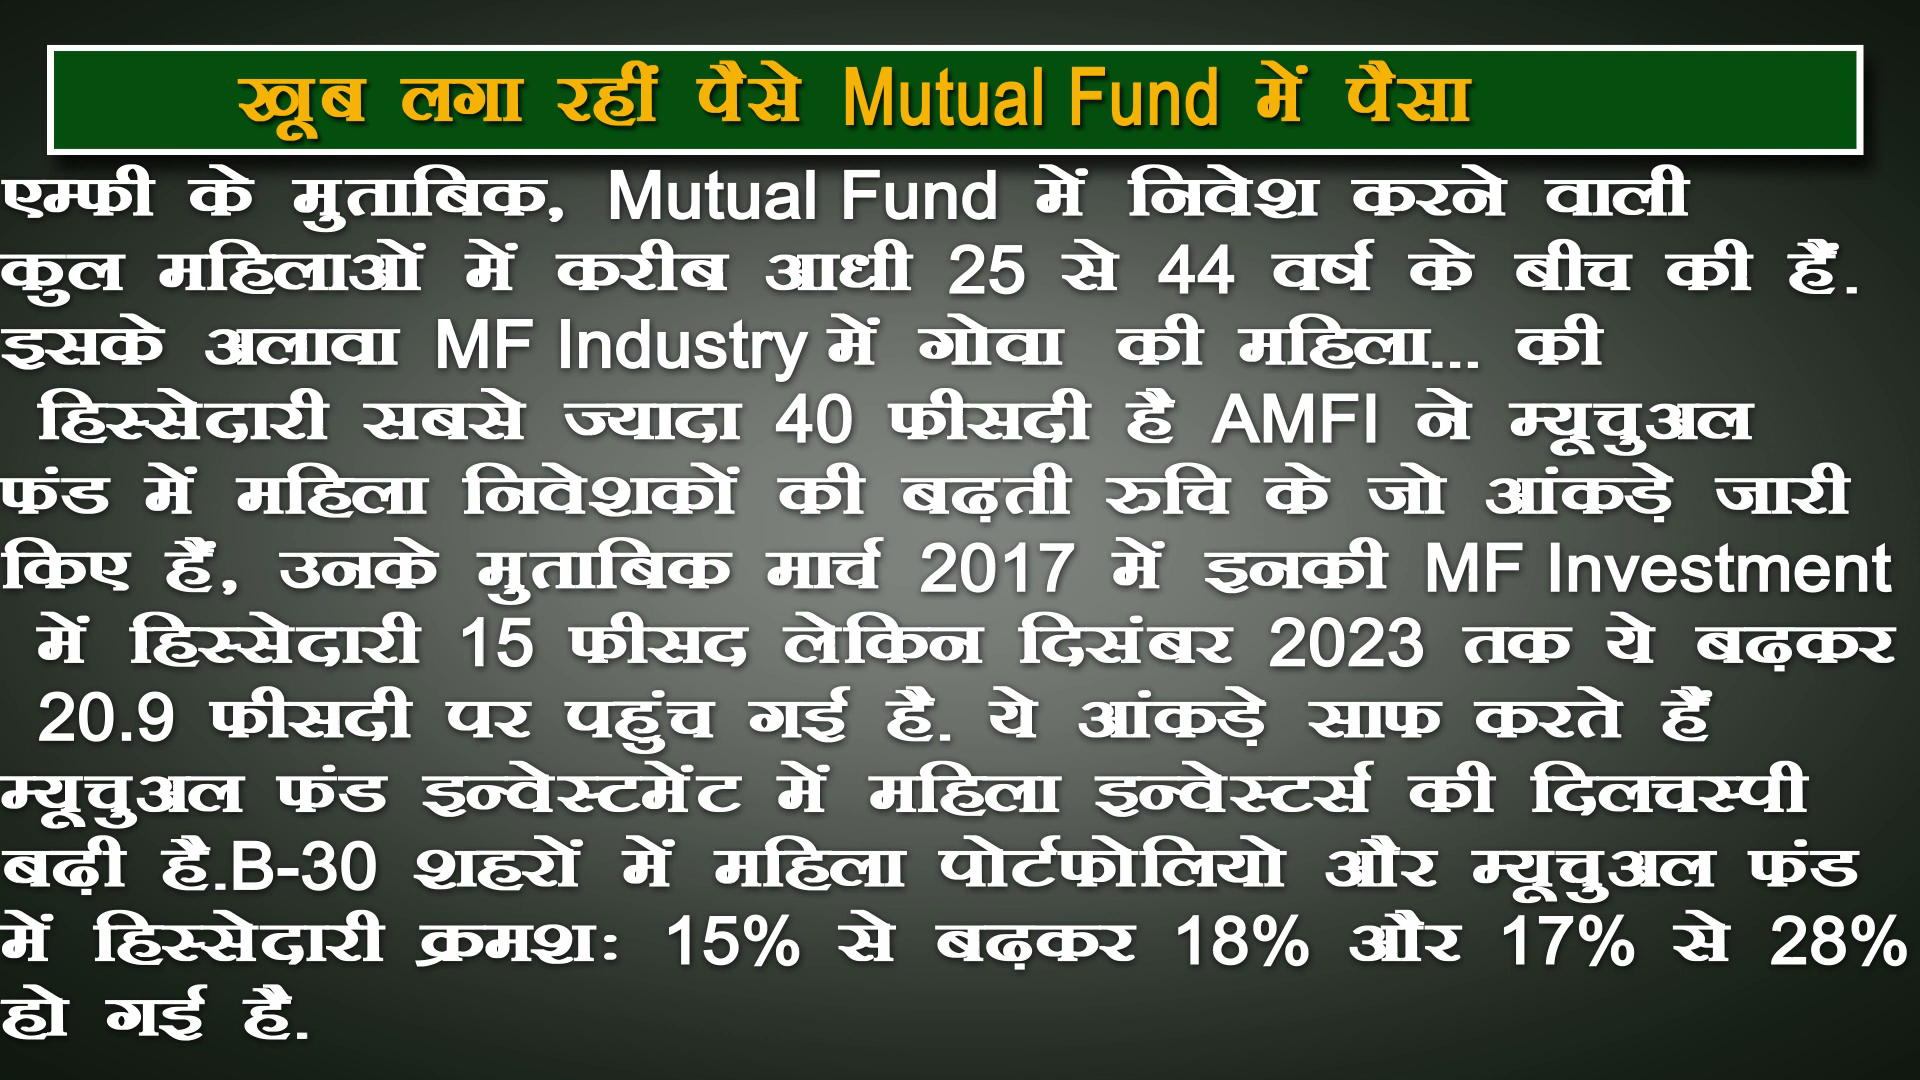 खूब लगा रहीं पैसे Mutual Fund में पैसा
एम्फी के मुताबिक, Mutual Fund में निवेश करने वाली
कुल महिलाओं में करीब आधी 25 से 44 वर्ष के बीच की हैं.
इसके अलावा MF Industry में गोवा की महिला... की
हिस्सेदारी सबसे ज्यादा 40 फीसदी है AMFI ने म्यूचुअल
फंड में महिला निवेशकों की बढ़ती रुचि के जो आंकड़े जारी
किए हैं, उनके मुताबिक मार्च 2017 में इनकी MF Investment
में हिस्सेदारी 15 फीसद लेकिन दिसंबर 2023 तक ये बढ़कर
20.9 फीसदी पर पहुंच गई है. ये आंकड़े साफ करते हैं
म्यूचुअल फंड इन्वेस्टमेंट में महिला इन्वेस्टर्स की दिलचस्पी
बढ़ी है.B-30 शहरों में महिला पोर्टफोलियो और म्यूचुअल फंड
में हिस्सेदारी क्रमशः 15% से बढ़कर 18% और 17% से 28%
हो गई है.